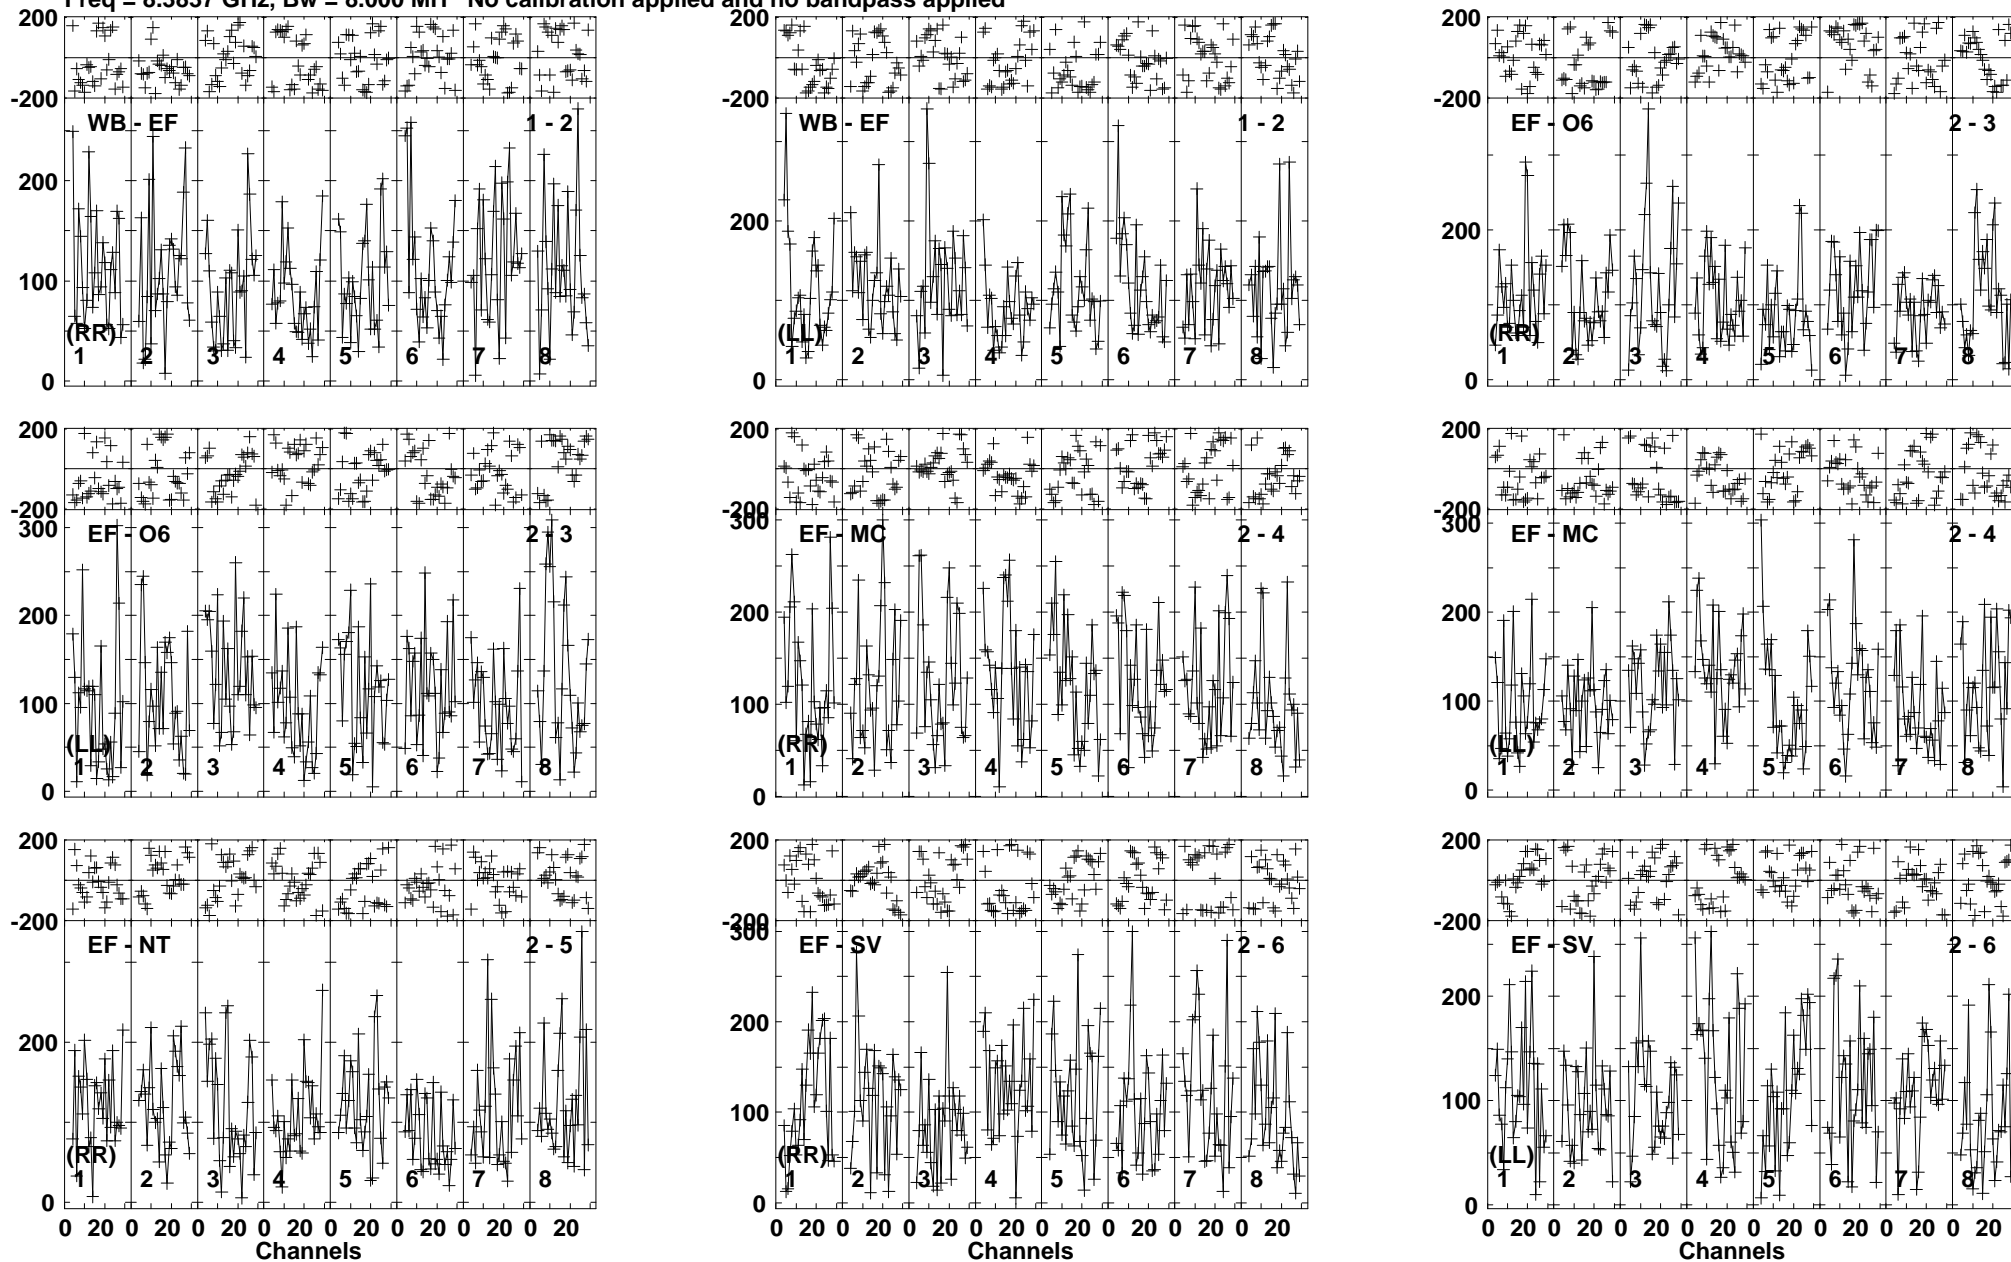 Freq = 8.3837 GHz, Bw = 8.000 MH No calibration applied and no bandpass applied
200 200 200
-200 -200 -200
WB - EF 1 - 2 WB - EF 1 - 2 EF - O6 2 - 3
200 200 200
100
(RR) (LL) (RR)
1 2 3 4 5 6 7 8 1 2 3 4 5 6 7 8 1 2 3 4 5 6 7 8
0 0 0
200 200 200
-200 -200 -200
300 300 300
EF - O6 2 - 3 EF - MC 2 - 4 EF - MC 2 - 4
200 200 200
100 100 100
(LL) (RR) (LL)
1 2 3 4 5 6 7 8 1 2 3 4 5 6 7 8 1 2 3 4 5 6 7 8
0 0 0
200 200 200
-200 -200 -200
300
EF - NT 2 - 5 EF - SV 2 - 6 EF - SV 2 - 6
200 200 200
100 100
(RR) (RR) (LL)
1 2 3 4 5 6 7 8 1 2 3 4 5 6 7 8 1 2 3 4 5 6 7 8
0 0 0
0 20 0 20 0 20 0 20 0 20 0 20 0 20 0 20 0 20 0 20 0 20 0 20 0 20 0 20 0 20 0 20 0 20 0 20 0 20 0 20 0 20 0 20 0 20 0 20
Channels Channels Channels